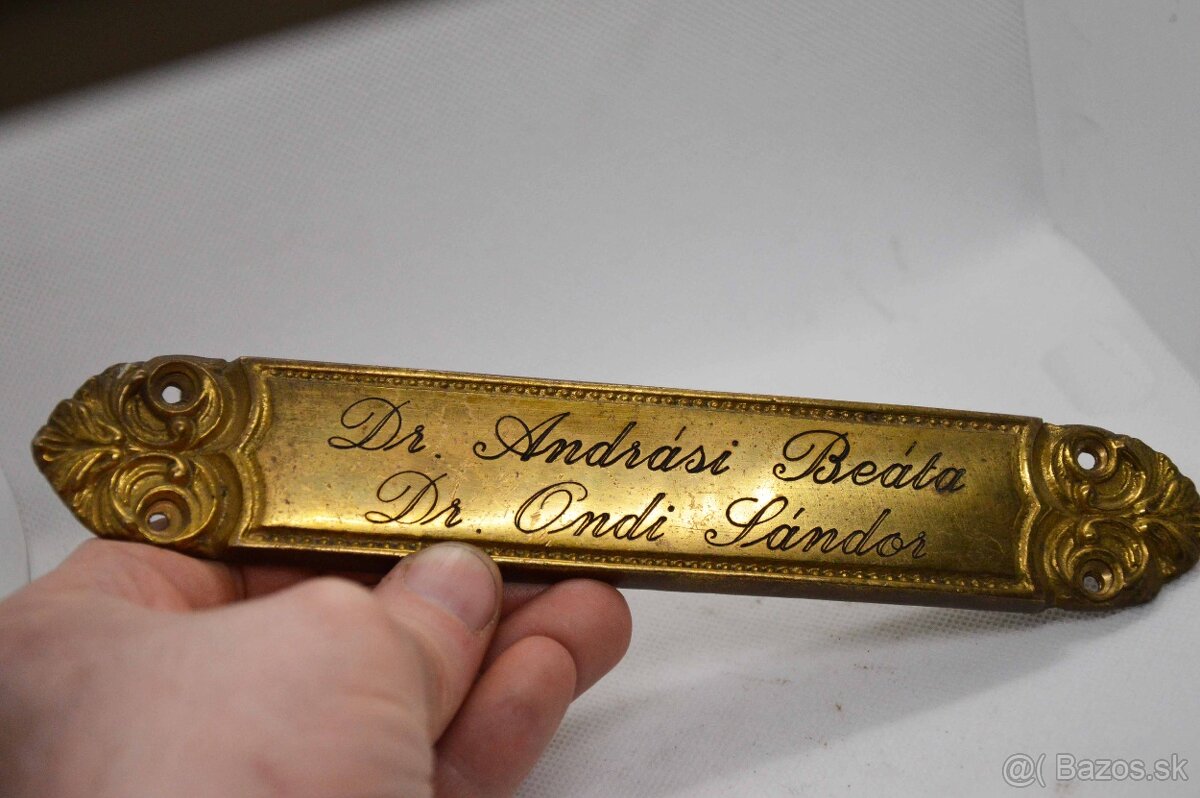 Dr. Andrási Beáta
Dr. Ondi Sándor
@( Bazos.sk